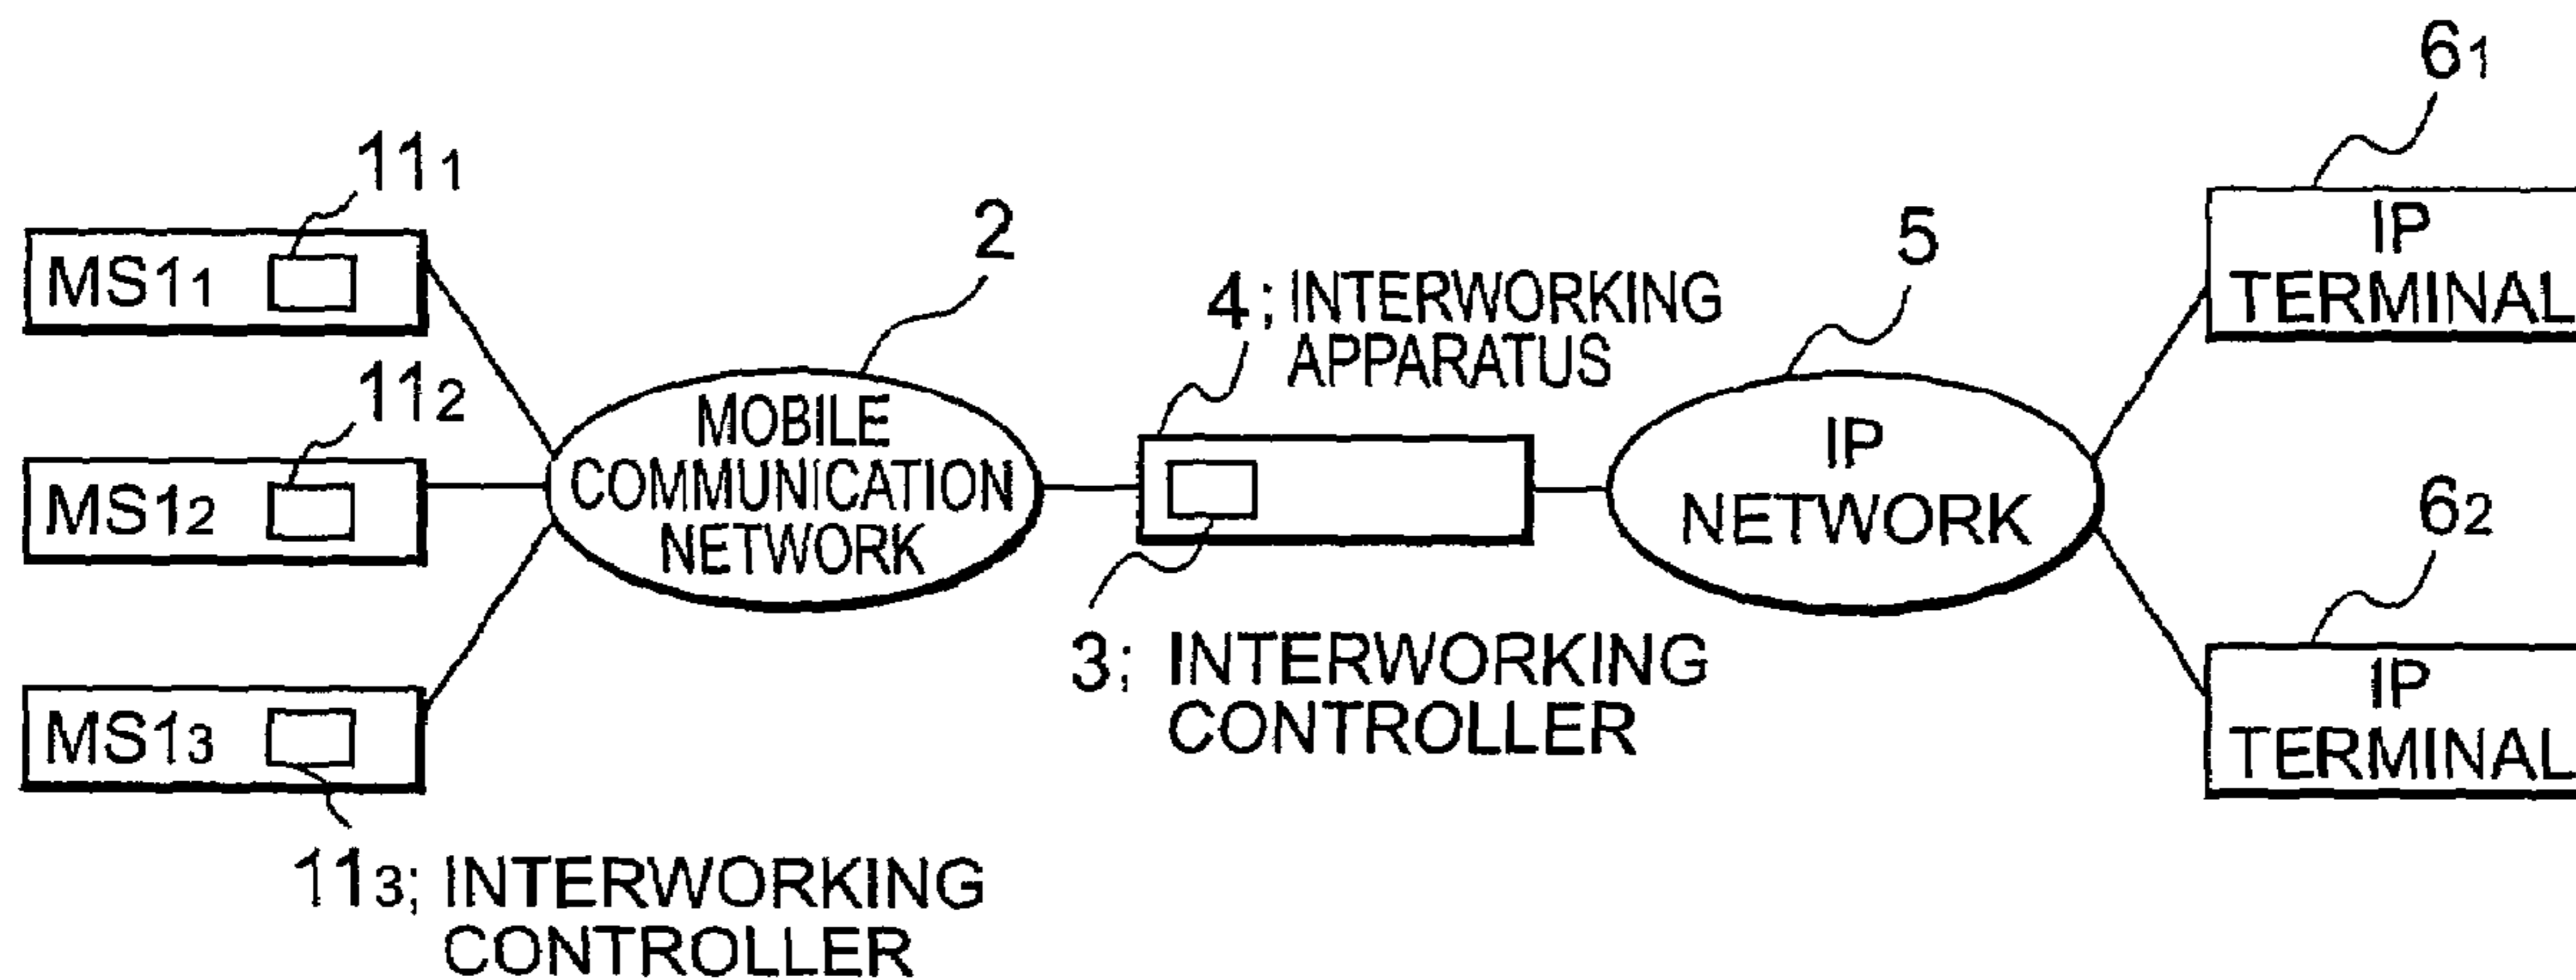 6₁
11₁
2
5
IP
TERMINAL
MS1₁
4; INTERWORKING
APPARATUS
11₂
MOBILE
COMMUNICATION
NETWORK
IP
NETWORK
MS1₂
6₂
3; INTERWORKING
CONTROLLER
IP
TERMINAL
MS1₃
11₃; INTERWORKING
CONTROLLER